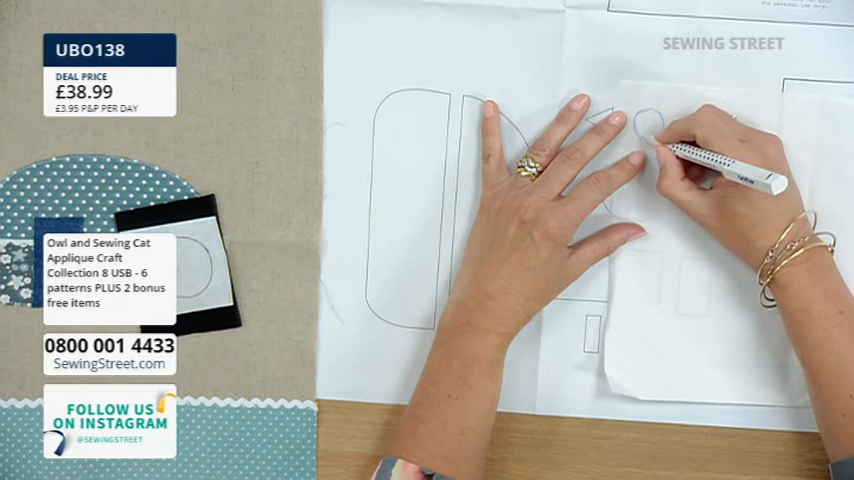 UBO138
DEAL PRICE
£38.99
£3.95 P&P PER DAY
SEWING STREET
Owl and Sewing Cat
Applique Craft
Collection 8 USB - 6
patterns PLUS 2 bonus
free items
0800 001 4433
SewingStreet.com
FOLLOW US
ON INSTAGRAM
@SEWINGSTREET